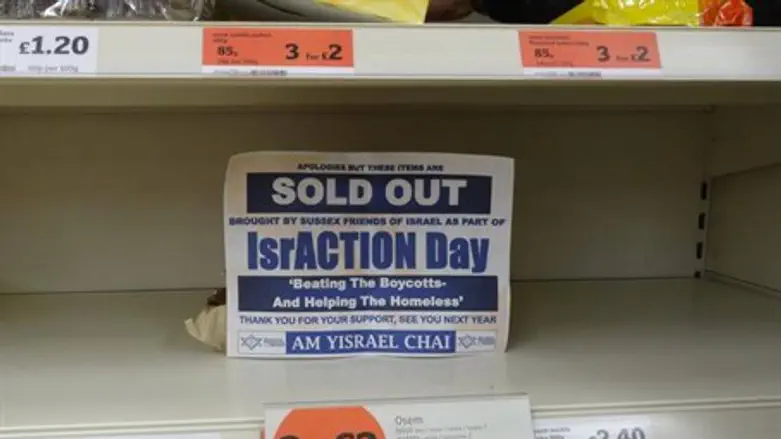 £1.20
85p
3 for £2
85p
3 for £2
APOLOGIES BUT THESE ITEMS ARE
SOLD OUT
BROUGHT BY SUSSEX FRIENDS OF ISRAEL AS PART OF
IsrACTION Day
'Beating The Boycotts-
And Helping The Homeless'
THANK YOU FOR YOUR SUPPORT, SEE YOU NEXT YEAR
AM YISRAEL CHAI
Osem